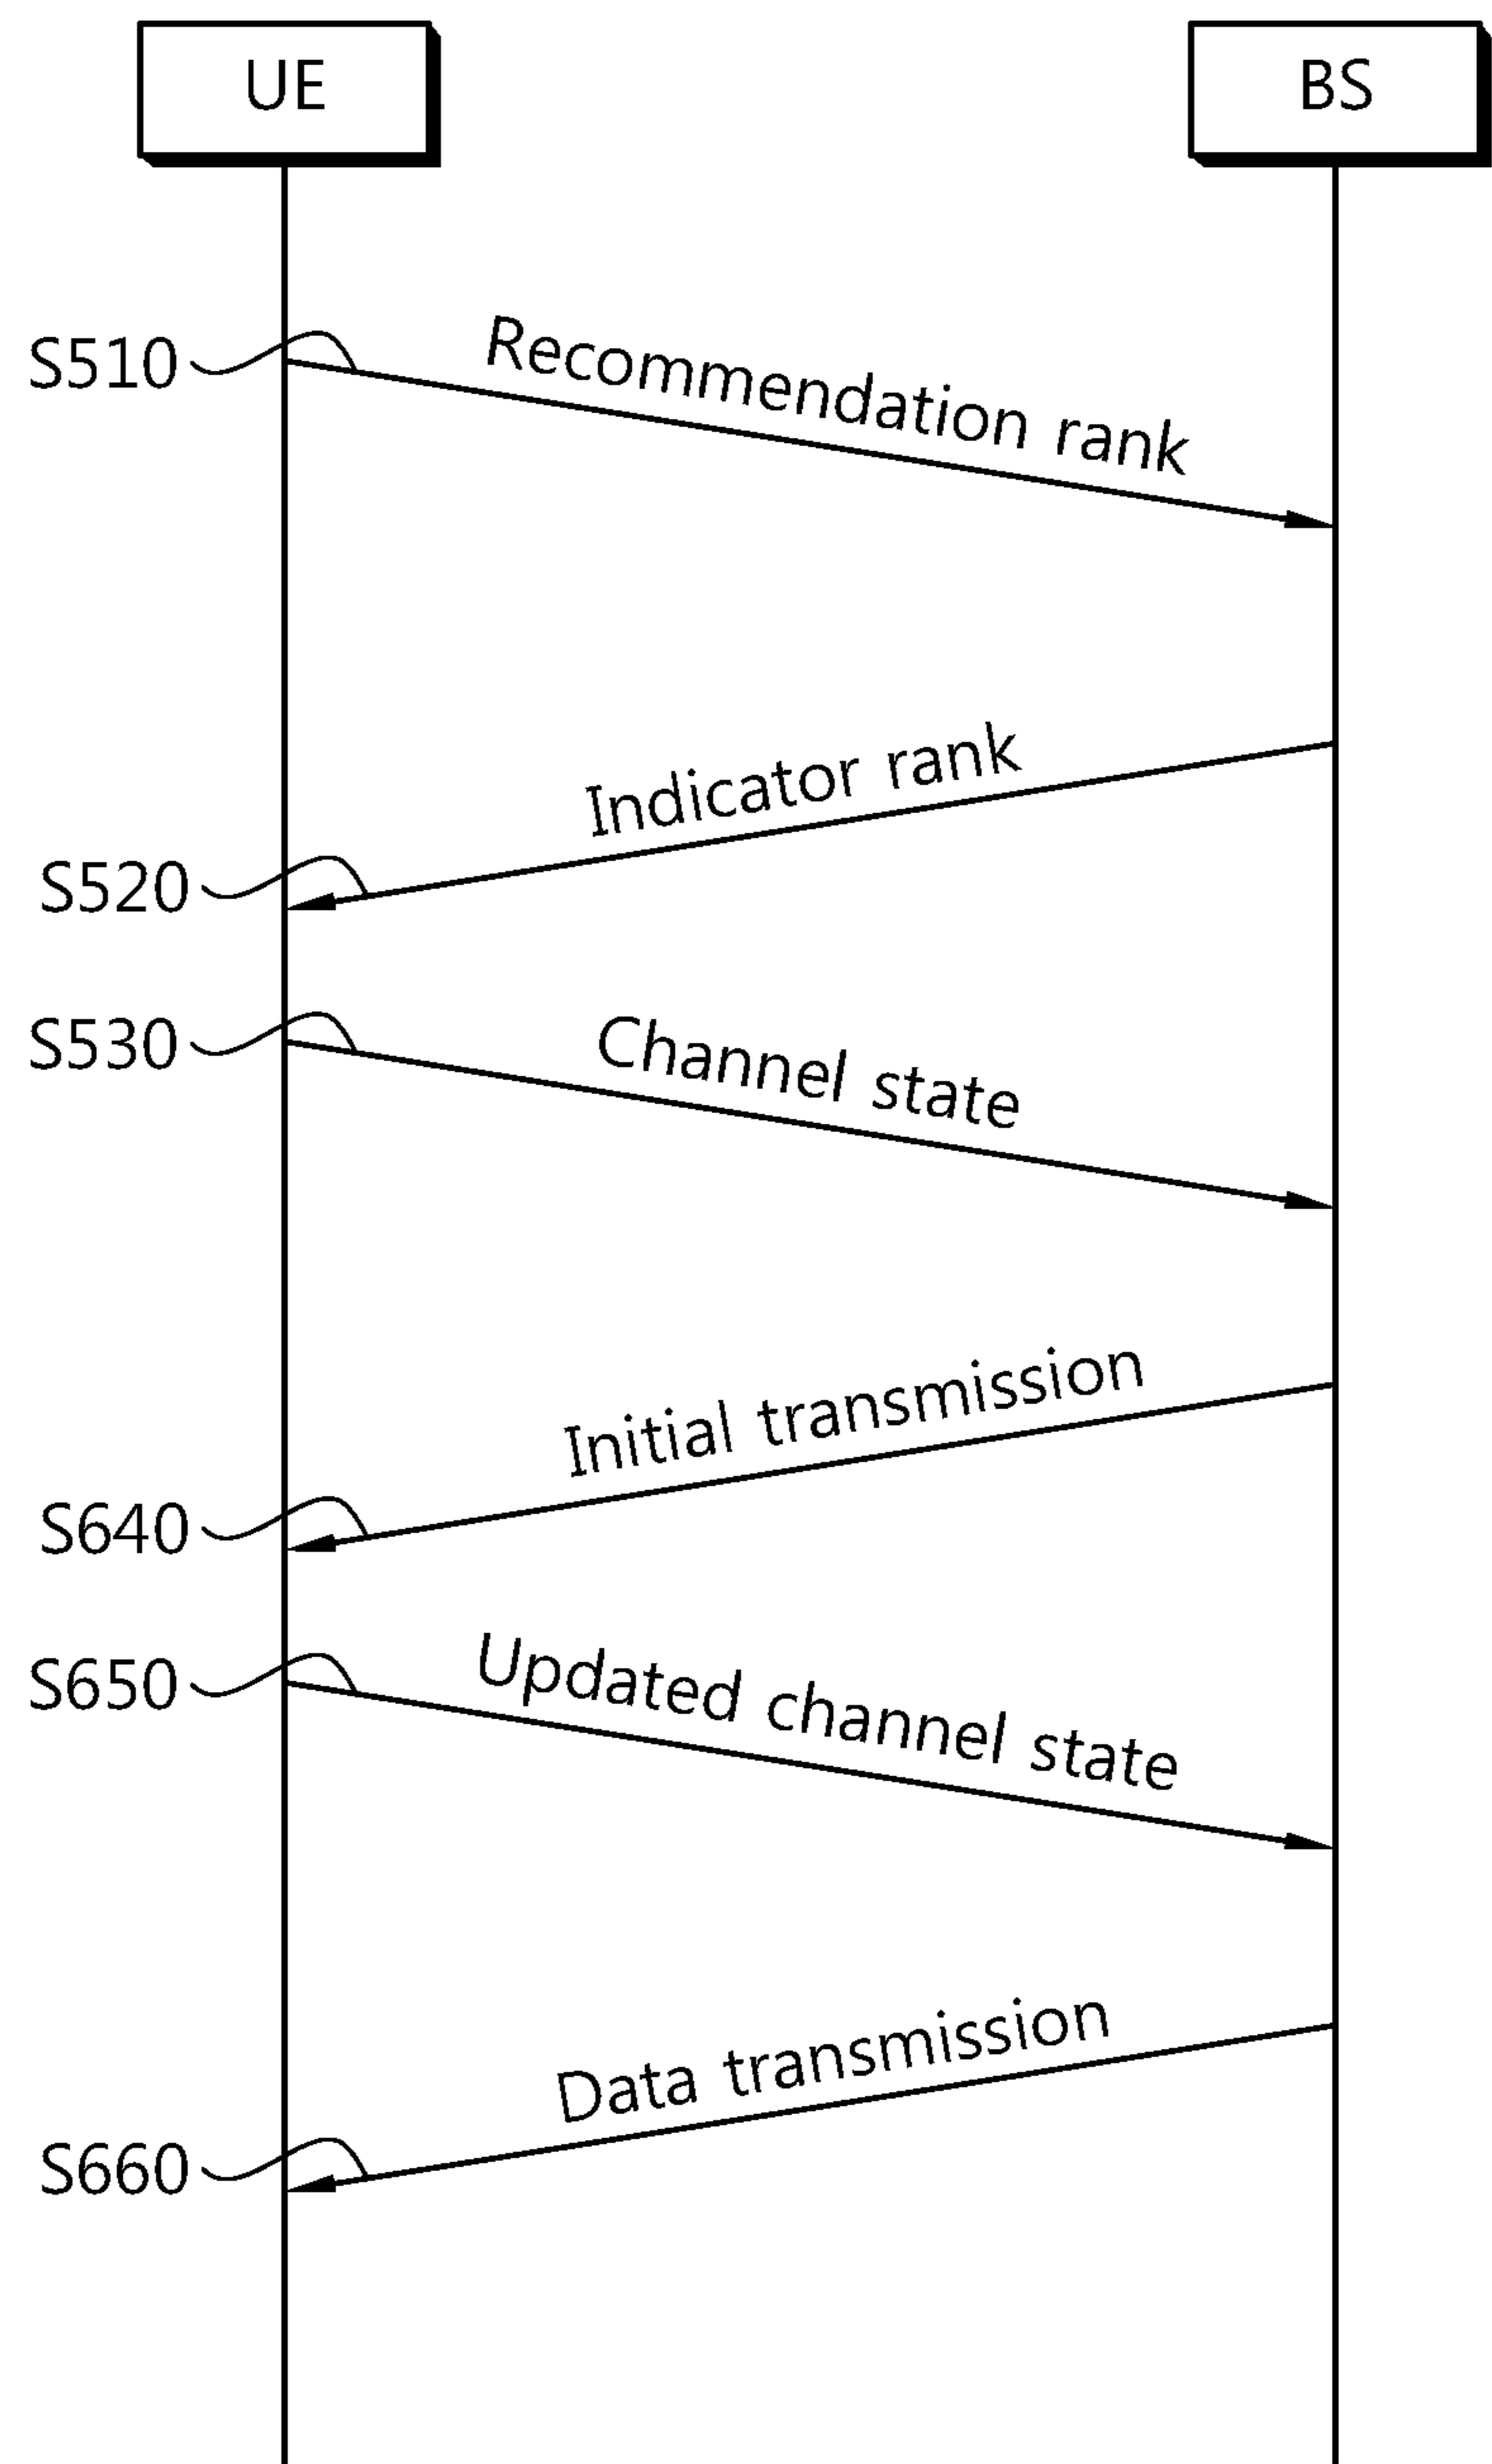 UE
BS
S510
Recommendation rank
Indicator rank
S520
S530
Channel state
Initial transmission
S640
S650
Updated channel state
Data transmission
S660